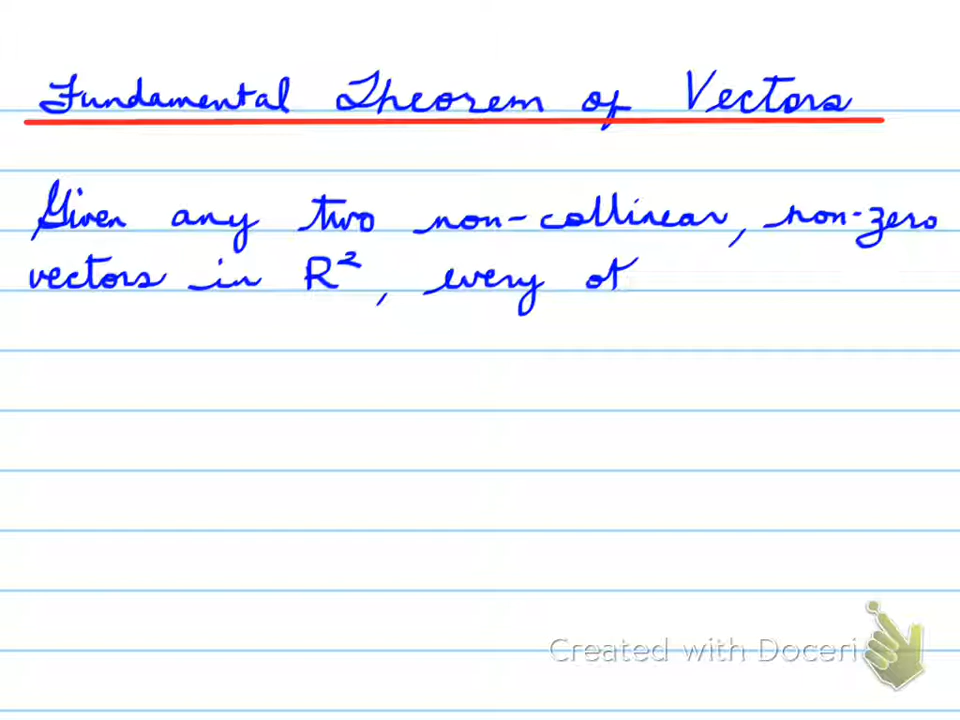 Fundamental Theorem of Vectors
Given any two non-collinear, non-zero
vectors in R², every ot
Created with Doceri